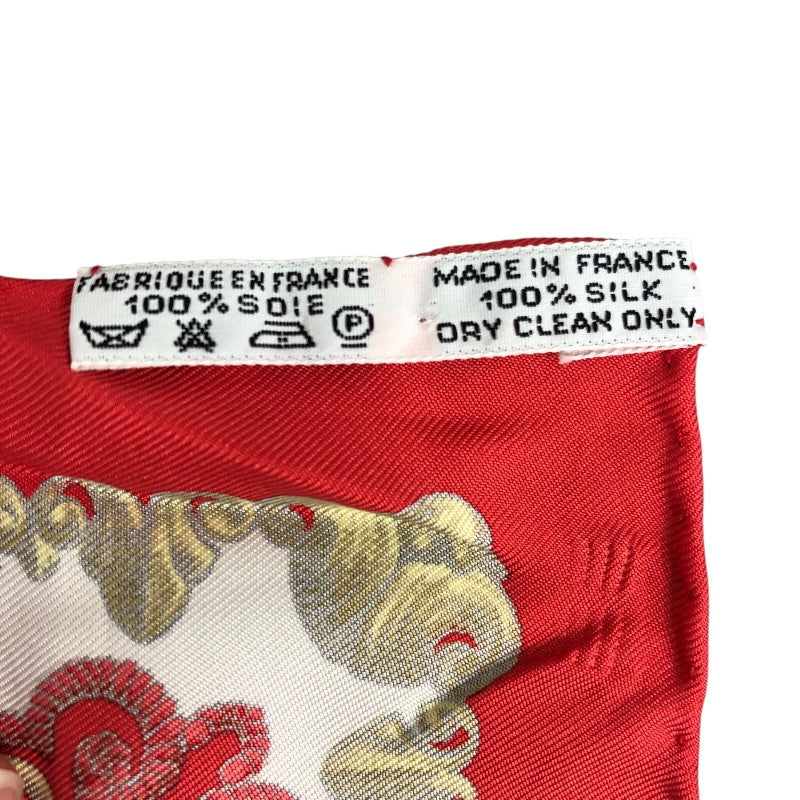 FABRIQUE EN FRANCE
100% SOIE
P
MADE IN FRANCE
100% SILK
DRY CLEAN ONLY